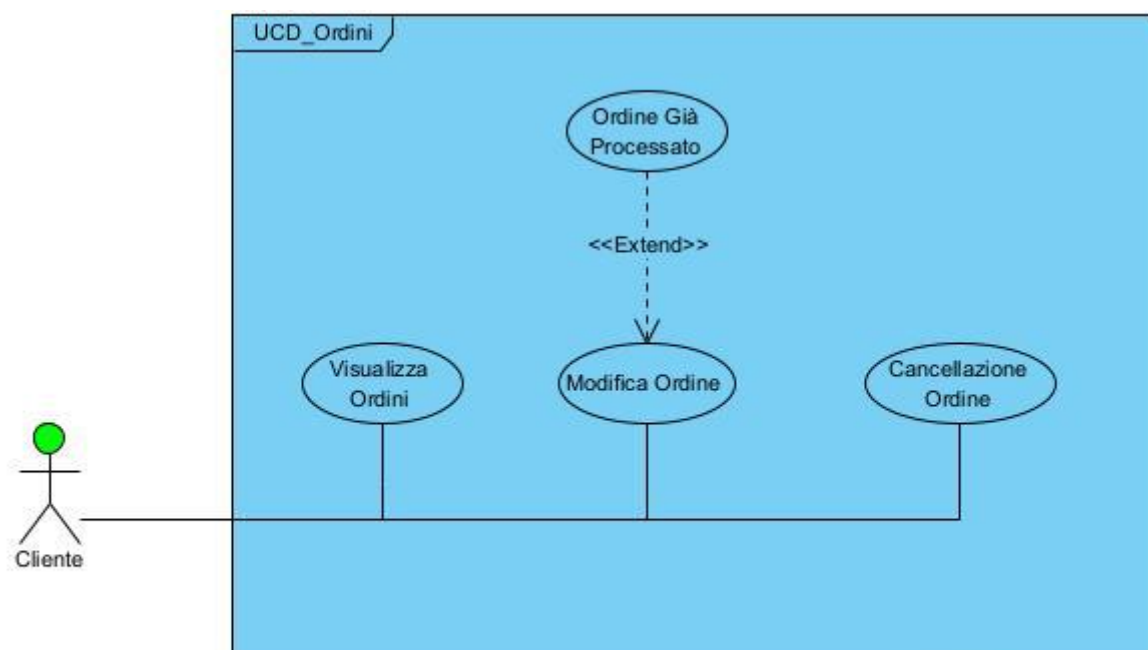 UCD_Ordini
Ordine Già
Processato
<<Extend>>
Visualizza
Ordini
Modifica Ordine
Cancellazione
Ordine
Cliente